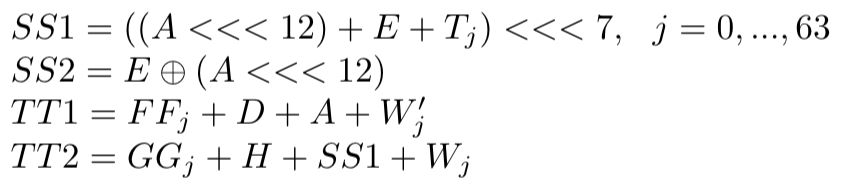 SS1 = ((A <<< 12) + E + T_j) <<< 7, j = 0, ..., 63
SS2 = E ⊕ (A <<< 12)
TT1 = FF_j + D + A + W'_j
TT2 = GG_j + H + SS1 + W_j